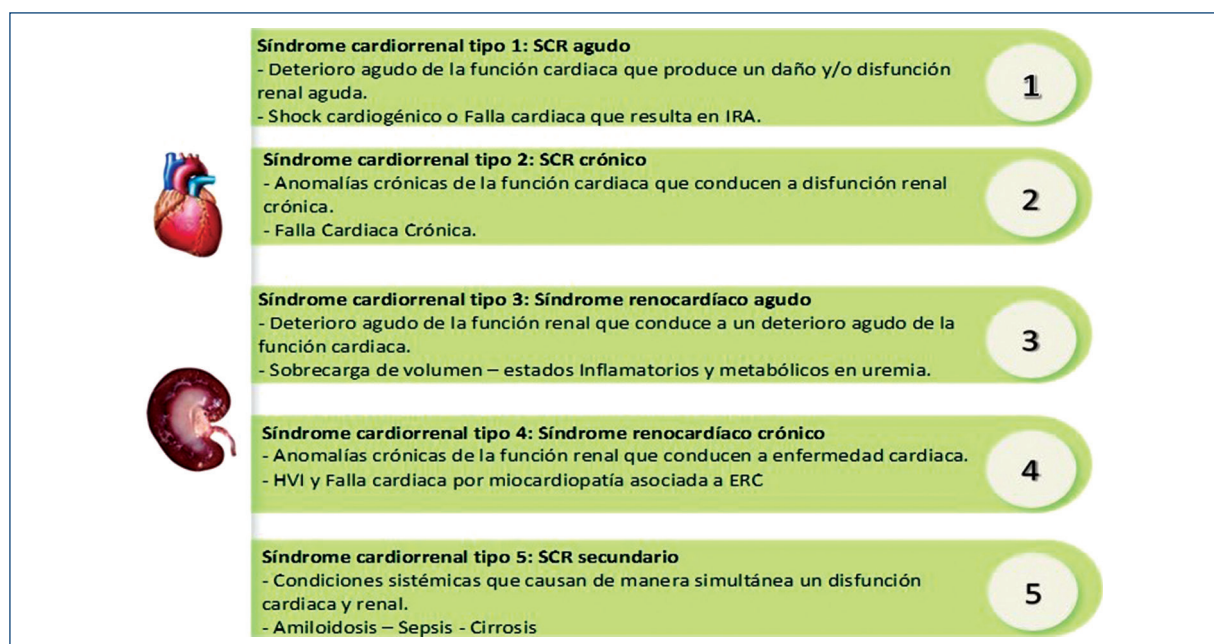 Síndrome cardiorrenal tipo 1: SCR agudo
- Deterioro agudo de la función cardiaca que produce un daño y/o disfunción
renal aguda.
- Shock cardiogénico o Falla cardiaca que resulta en IRA.
1
Síndrome cardiorrenal tipo 2: SCR crónico
- Anomalías crónicas de la función cardiaca que conducen a disfunción renal
crónica.
- Falla Cardiaca Crónica.
2
Síndrome cardiorrenal tipo 3: Síndrome renocardíaco agudo
- Deterioro agudo de la función renal que conduce a un deterioro agudo de la
función cardiaca.
- Sobrecarga de volumen – estados Inflamatorios y metabólicos en uremia.
3
Síndrome cardiorrenal tipo 4: Síndrome renocardíaco crónico
- Anomalías crónicas de la función renal que conducen a enfermedad cardiaca.
- HVI y Falla cardiaca por miocardiopatía asociada a ERC
4
Síndrome cardiorrenal tipo 5: SCR secundario
- Condiciones sistémicas que causan de manera simultánea un disfunción
cardiaca y renal.
- Amiloidosis – Sepsis - Cirrosis
5